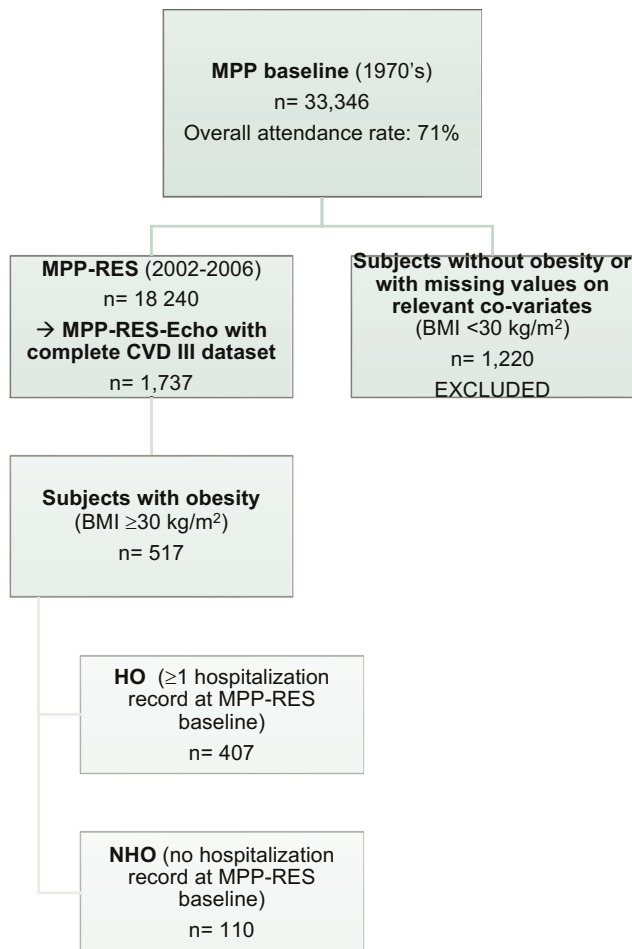 MPP baseline (1970's)
n= 33,346
Overall attendance rate: 71%
MPP-RES (2002-2006)
n= 18 240
→ MPP-RES-Echo with
complete CVD III dataset
n= 1,737
Subjects without obesity or
with missing values on
relevant co-variates
(BMI <30 kg/m²)
n= 1,220
EXCLUDED
Subjects with obesity
(BMI ≥30 kg/m²)
n= 517
HO (≥1 hospitalization
record at MPP-RES
baseline)
n= 407
NHO (no hospitalization
record at MPP-RES
baseline)
n= 110